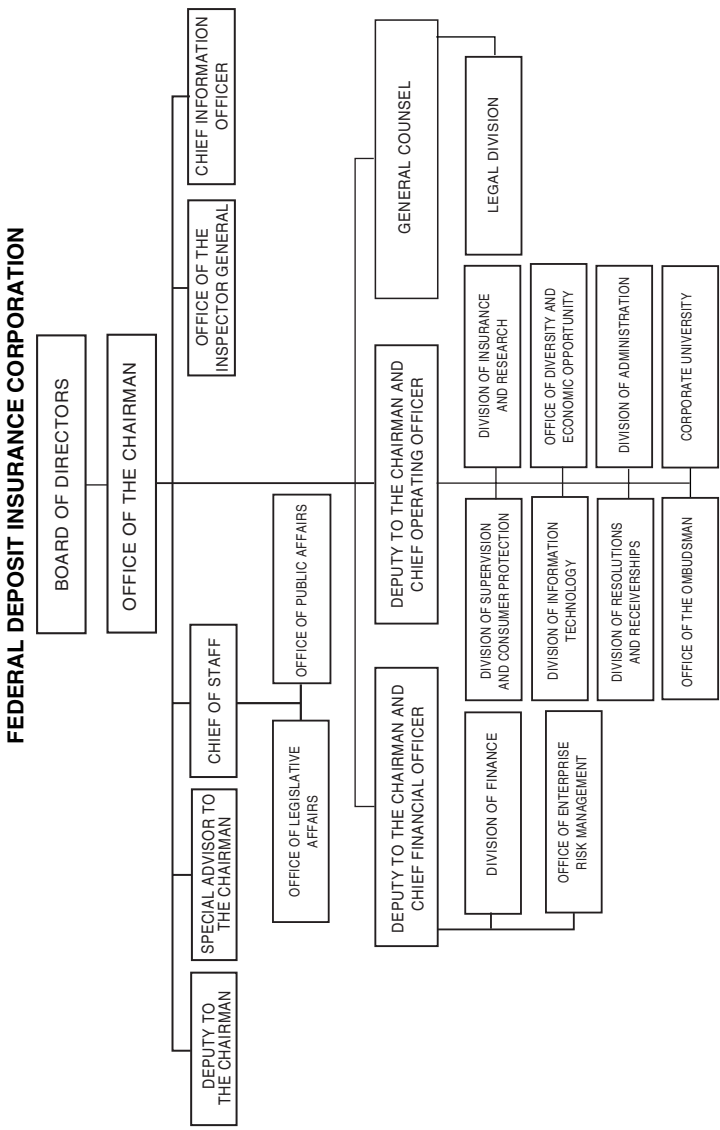 FEDERAL DEPOSIT INSURANCE CORPORATION
BOARD OF DIRECTORS
OFFICE OF THE CHAIRMAN
DEPUTY TO
THE CHAIRMAN
SPECIAL ADVISOR TO
THE CHAIRMAN
CHIEF OF STAFF
OFFICE OF THE
INSPECTOR GENERAL
CHIEF INFORMATION
OFFICER
OFFICE OF LEGISLATIVE
AFFAIRS
OFFICE OF PUBLIC AFFAIRS
DEPUTY TO THE CHAIRMAN AND
CHIEF FINANCIAL OFFICER
DEPUTY TO THE CHAIRMAN AND
CHIEF OPERATING OFFICER
GENERAL COUNSEL
DIVISION OF FINANCE
OFFICE OF ENTERPRISE
RISK MANAGEMENT
DIVISION OF SUPERVISION
AND CONSUMER PROTECTION
DIVISION OF INSURANCE
AND RESEARCH
DIVISION OF INFORMATION
TECHNOLOGY
OFFICE OF DIVERSITY AND
ECONOMIC OPPORTUNITY
DIVISION OF RESOLUTIONS
AND RECEIVERSHIPS
DIVISION OF ADMINISTRATION
OFFICE OF THE OMBUDSMAN
CORPORATE UNIVERSITY
LEGAL DIVISION